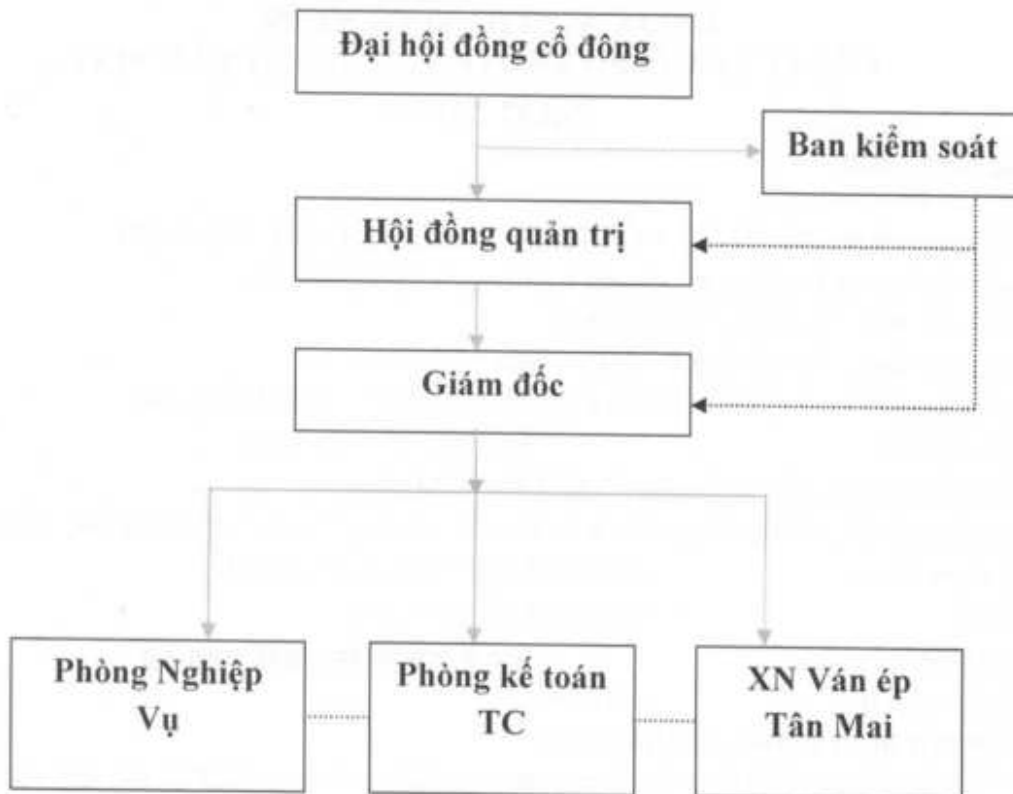 Đại hội đồng cổ đông
Ban kiểm soát
Hội đồng quản trị
Giám đốc
Phòng Nghiệp
Vụ
Phòng kế toán
TC
XN Ván ép
Tân Mai